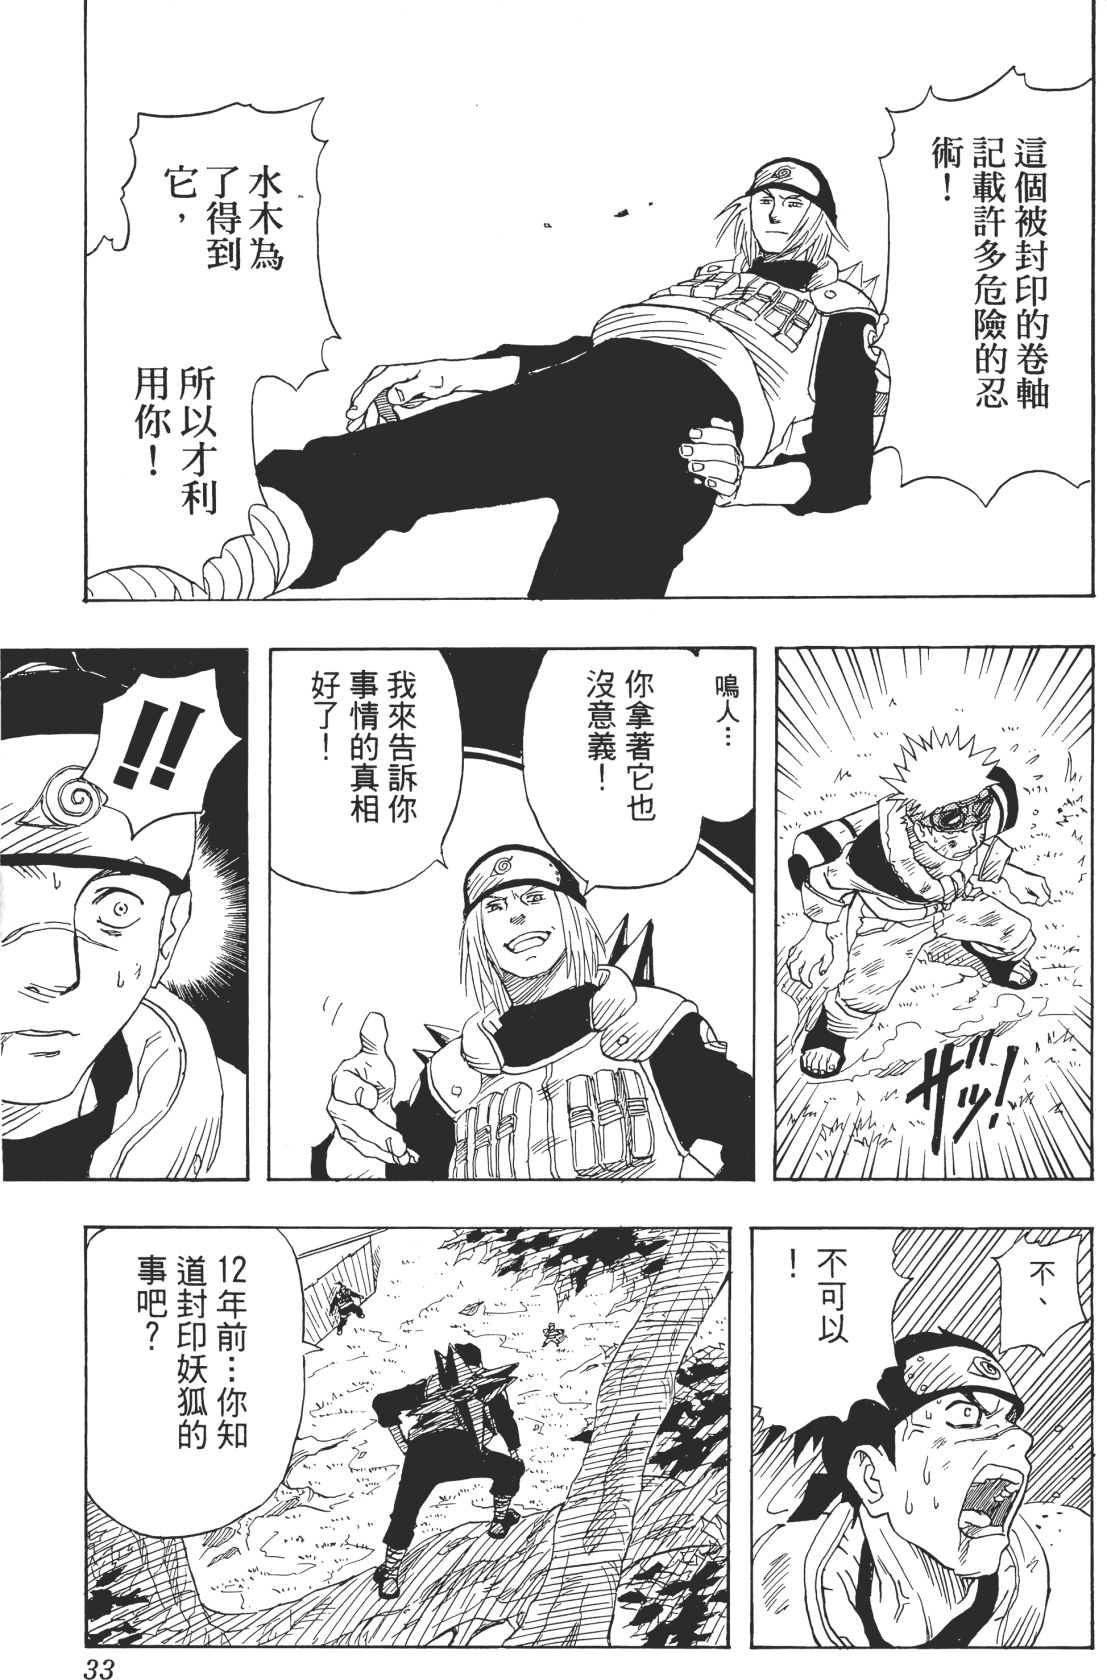 這個被封印的卷軸
記載許多危險的忍
術！
水木為
了得到
它，
所以才利
用你！
ザッ！
鳴人…
你拿著它也
沒意義！
我來告訴你
事情的真相
好了！
!!
不、
不可以
！
12年前…你知
道封印妖狐的
事吧？
33